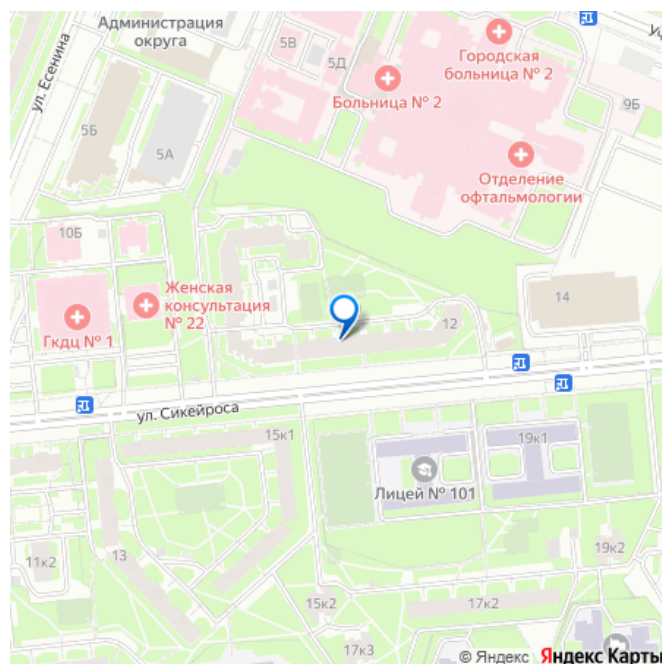 Администрация
округа
ул. Есенина
5В
5Д
Городская
больница № 2
Больница № 2
9Б
5Б
5А
Отделение
офтальмологии
10Б
Женская
консультация
№ 22
Гкдц № 1
14
12
ул. Сикейроса
15к1
19к1
Лицей № 101
13
11к2
19к2
15к2
17к2
17к3
© Яндекс Яндекс Карты